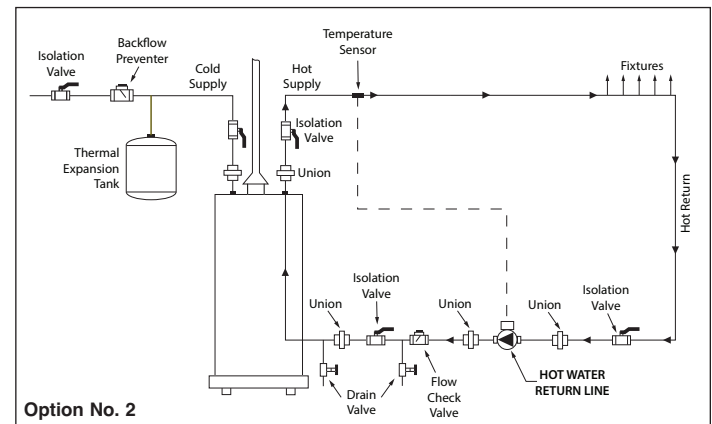 Isolation
Valve
Backflow
Preventer
Cold
Supply
Hot
Supply
Temperature
Sensor
Fixtures
Isolation
Valve
Thermal
Expansion
Tank
Union
Hot Return
Union
Isolation
Valve
Union
Union
Isolation
Valve
Drain
Valve
Flow
Check
Valve
HOT WATER
RETURN LINE
Option No. 2